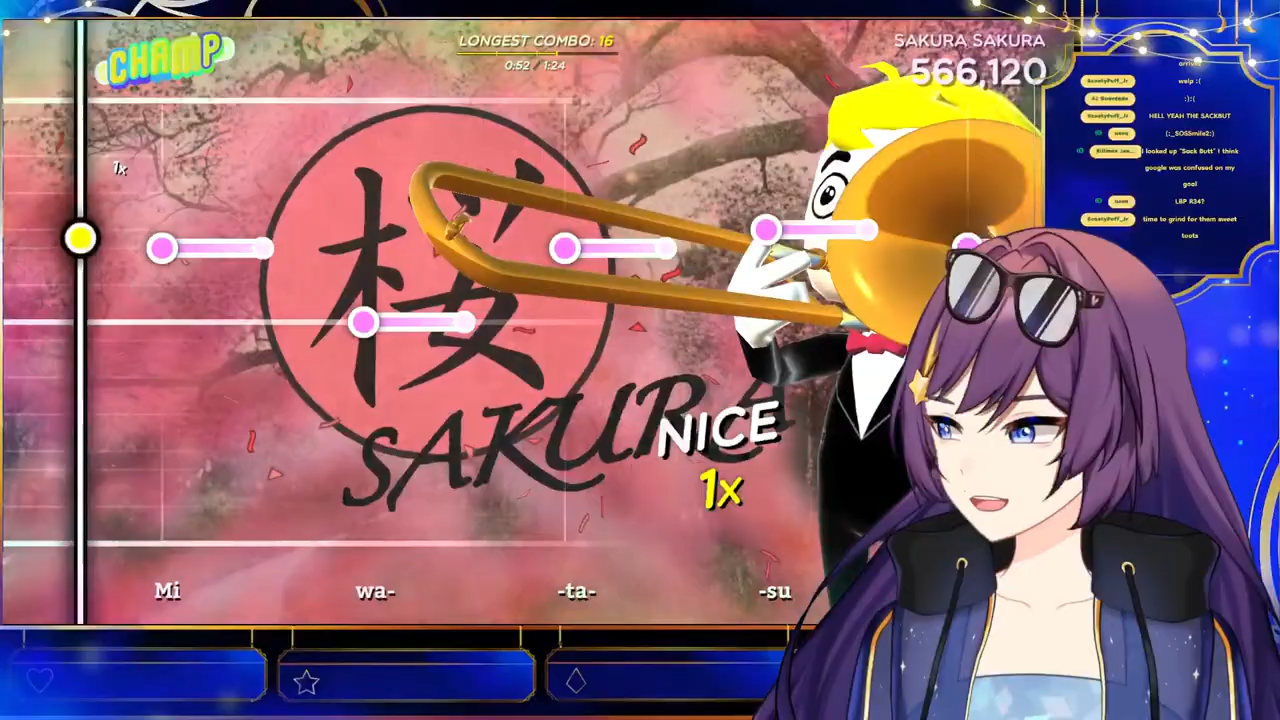 CHAMP
LONGEST COMBO: 16
0:52 / 1:24
SAKURA SAKURA
566,120
1x
桜
SAKURA
NICE
1x
Mi wa- -ta- -su
welp :(
:):(
HELL YEAH THE SACKBUT
(:_SOSSmile2:)
I looked up "Sack Butt" I think
google was confused on my
goal
LBP R34?
time to grind for them sweet
toots